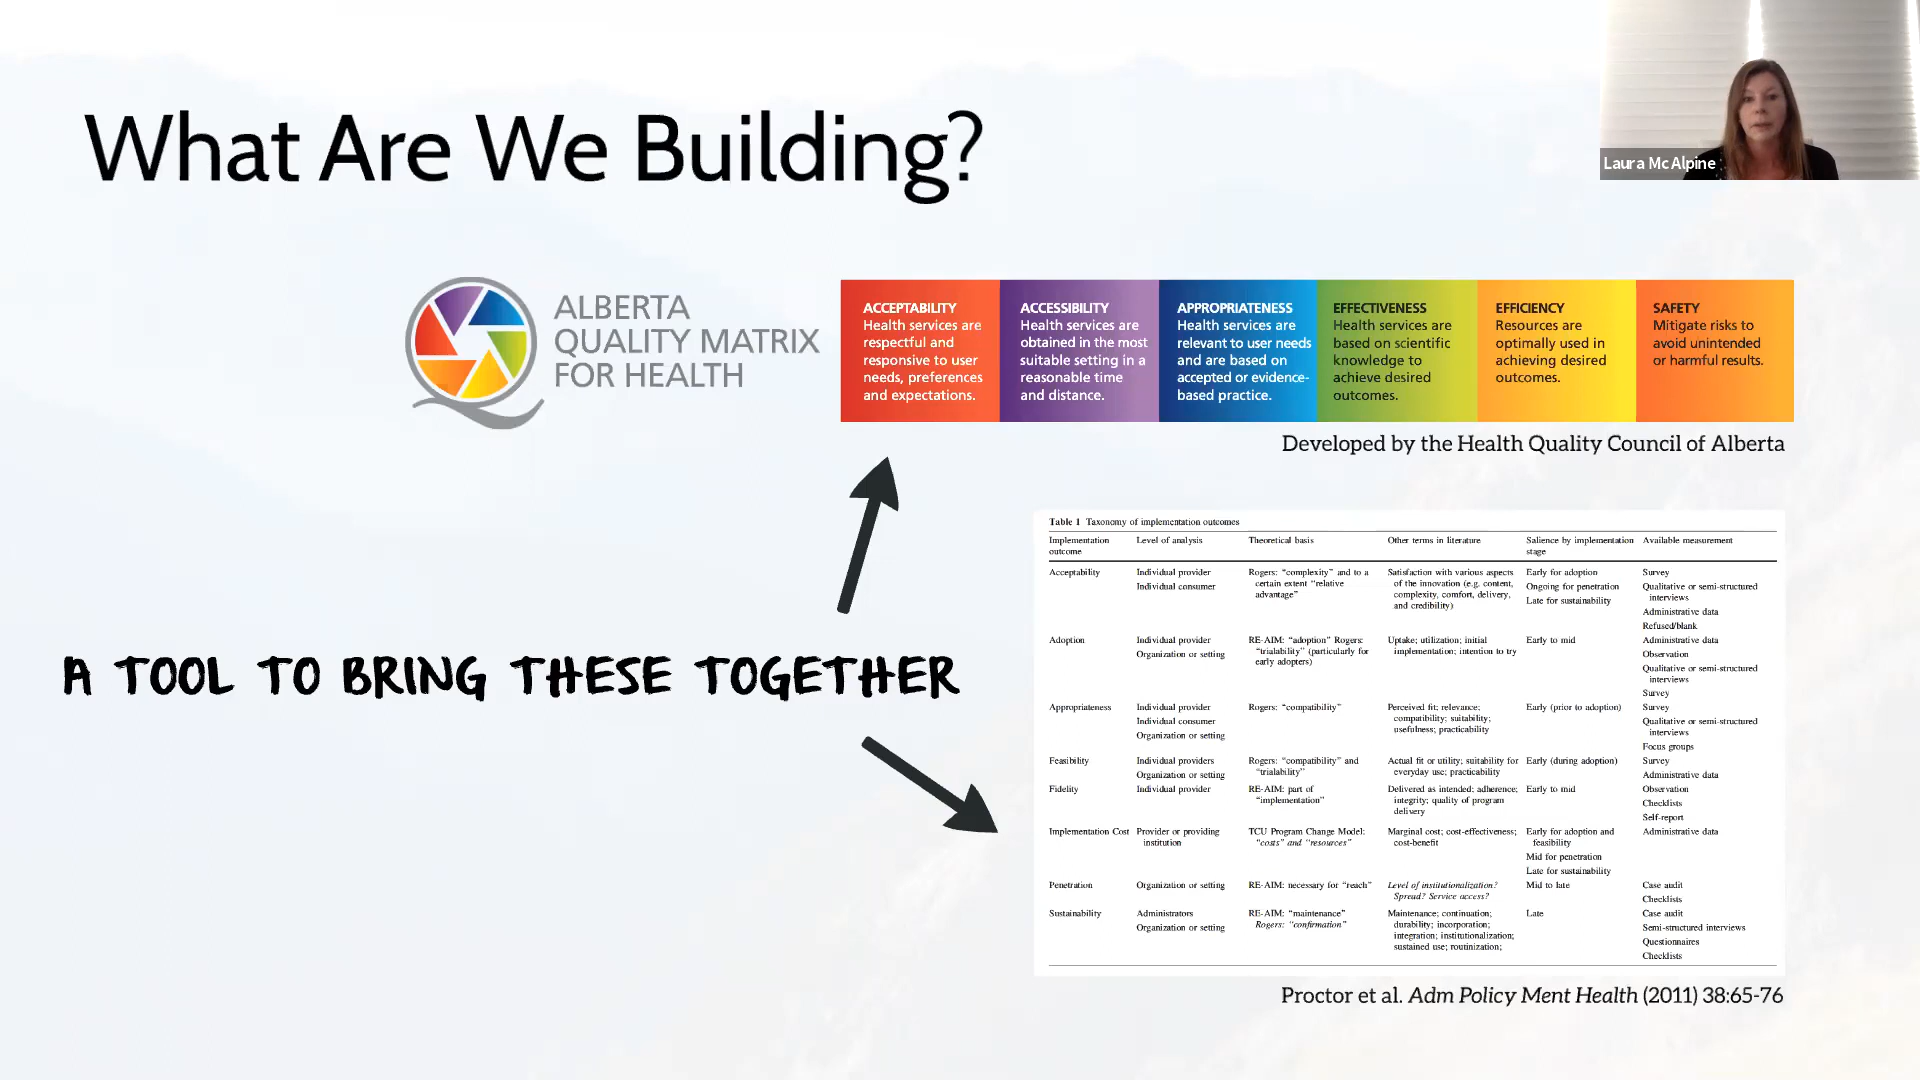 What Are We Building?
Laura McAlpine
ALBERTA
QUALITY MATRIX
FOR HEALTH
ACCEPTABILITY
Health services are
respectful and
responsive to user
needs, preferences
and expectations.
ACCESSIBILITY
Health services are
obtained in the most
suitable setting in a
reasonable time
and distance.
APPROPRIATENESS
Health services are
relevant to user needs
and are based on
accepted or evidence-
based practice.
EFFECTIVENESS
Health services are
based on scientific
knowledge to
achieve desired
outcomes.
EFFICIENCY
Resources are
optimally used in
achieving desired
outcomes.
SAFETY
Mitigate risks to
avoid unintended
or harmful results.
Developed by the Health Quality Council of Alberta
A TOOL TO BRING THESE TOGETHER
Table 1 Taxonomy of implementation outcomes
Implementation
outcome
Level of analysis
Theoretical basis
Other terms in literature
Salience by implementation
stage
Available measurement
Acceptability
Individual provider
Individual consumer
Rogers: “complexity” and to a
certain extent “relative
advantage”
Satisfaction with various aspects
of the innovation (e.g. content,
complexity, comfort, delivery,
and credibility)
Early for adoption
Ongoing for penetration
Late for sustainability
Survey
Qualitative or semi-structured
interviews
Administrative data
Refused/blank
Adoption
Individual provider
Organization or setting
RE-AIM: “adoption” Rogers:
“trialability” (particularly for
early adopters)
Uptake; utilization; initial
implementation; intention to try
Early to mid
Administrative data
Observation
Qualitative or semi-structured
interviews
Survey
Appropriateness
Individual provider
Individual consumer
Organization or setting
Rogers: “compatibility”
Perceived fit; relevance;
compatibility; suitability;
usefulness; practicability
Early (prior to adoption)
Survey
Qualitative or semi-structured
interviews
Focus groups
Feasibility
Individual providers
Organization or setting
Rogers: “compatibility” and
“trialability”
Actual fit or utility; suitability for
everyday use; practicability
Early (during adoption)
Survey
Administrative data
Fidelity
Individual provider
RE-AIM: part of
“implementation”
Delivered as intended; adherence;
integrity; quality of program
delivery
Early to mid
Observation
Checklists
Self-report
Implementation Cost
Provider or providing
institution
TCU Program Change Model:
“costs” and “resources”
Marginal cost; cost-effectiveness;
cost-benefit
Early for adoption and
feasibility
Mid for penetration
Late for sustainability
Administrative data
Penetration
Organization or setting
RE-AIM: necessary for “reach”
Level of institutionalization?
Spread? Service access?
Mid to late
Case audit
Checklists
Sustainability
Administrators
Organization or setting
RE-AIM: “maintenance”
Rogers: “confirmation”
Maintenance; continuation;
durability; incorporation;
integration; institutionalization;
sustained use; routinization;
Late
Case audit
Semi-structured interviews
Questionnaires
Checklists
Proctor et al. Adm Policy Ment Health (2011) 38:65-76